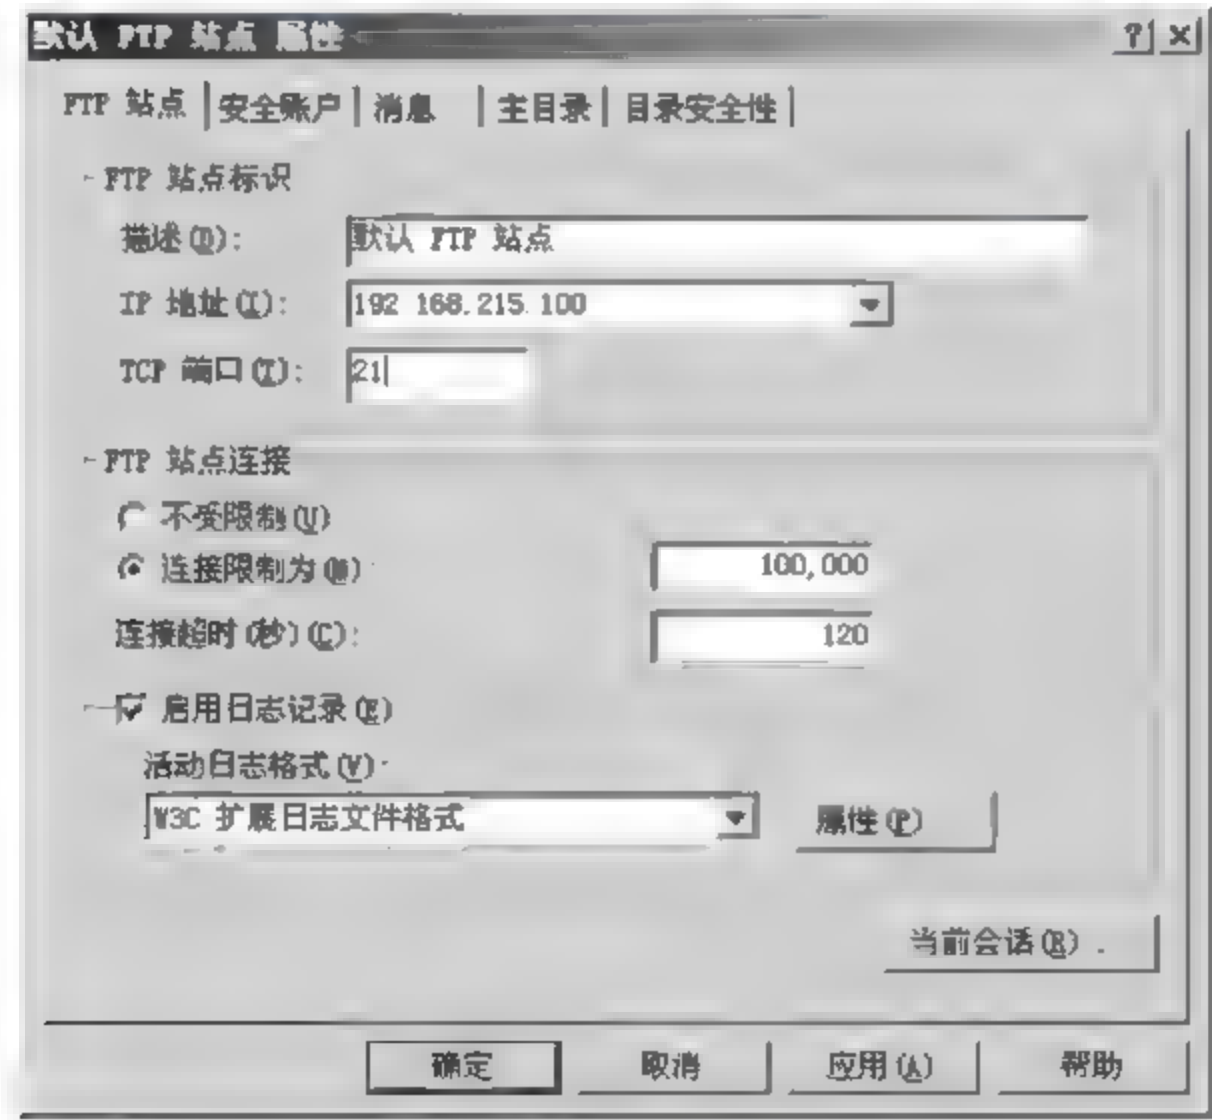 默认 FTP 站点 属性
FTP 站点 安全账户 消息 主目录 目录安全性
FTP 站点标识
描述(D): 默认 FTP 站点
IP 地址(I): 192 168.215.100
TCP 端口(T): 21
FTP 站点连接
不受限制(U)
连接限制为(M) 100,000
连接超时(秒)(C): 120
启用日志记录(E)
活动日志格式(V):
W3C 扩展日志文件格式 属性(P)
当前会话(R) .
确定 取消 应用(A) 帮助